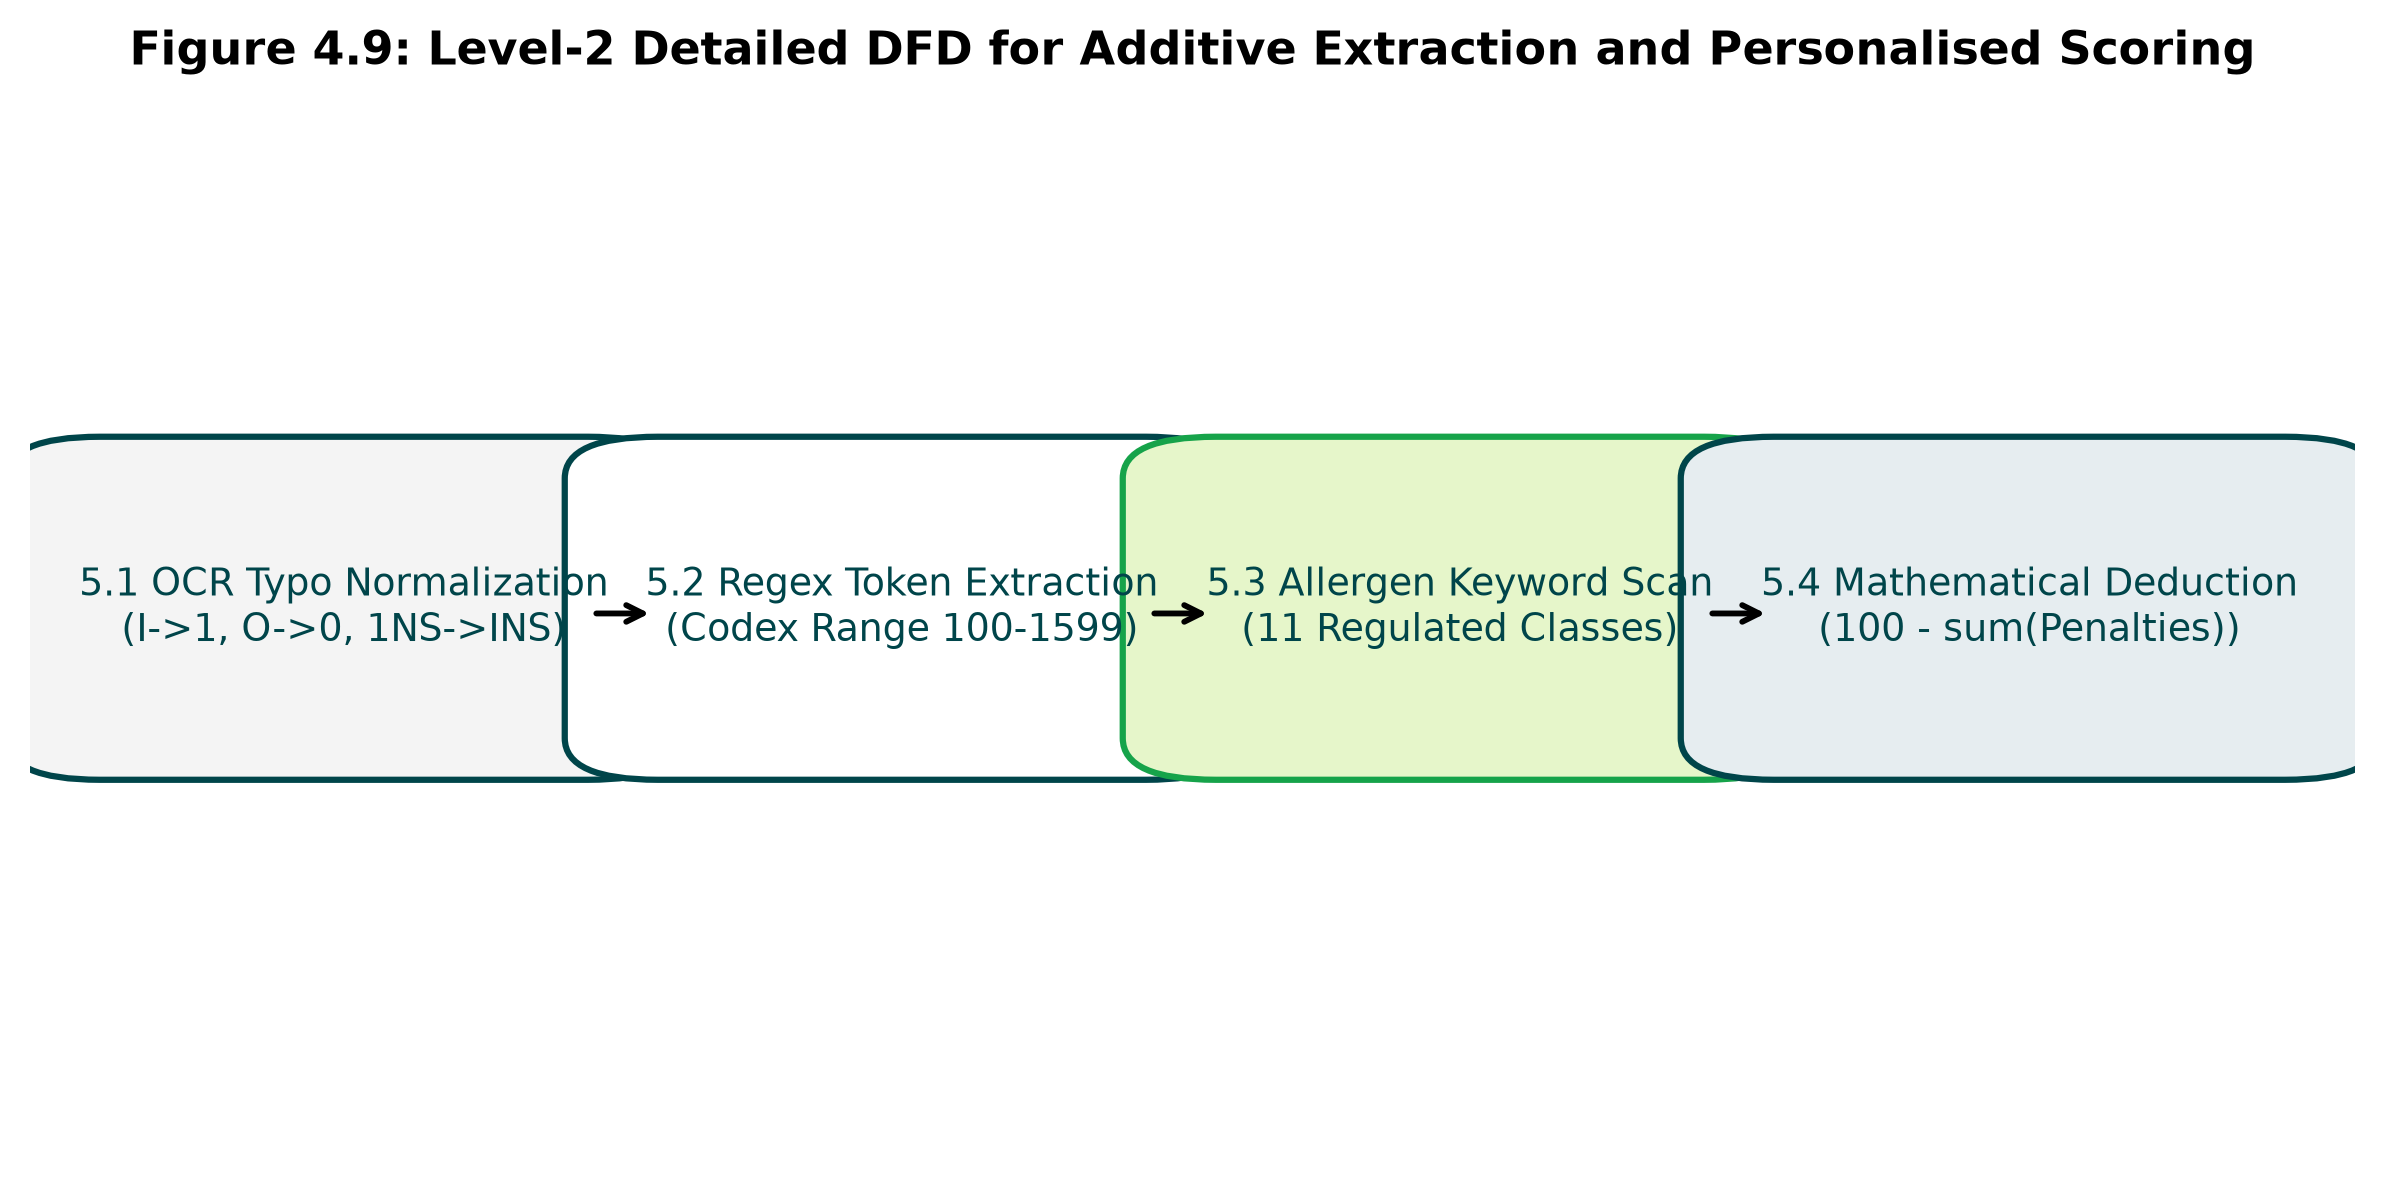 Figure 4.9: Level-2 Detailed DFD for Additive Extraction and Personalised Scoring
5.1 OCR Typo Normalization
(I->1, O->0, 1NS->INS)
5.2 Regex Token Extraction
(Codex Range 100-1599)
5.3 Allergen Keyword Scan
(11 Regulated Classes)
5.4 Mathematical Deduction
(100 - sum(Penalties))